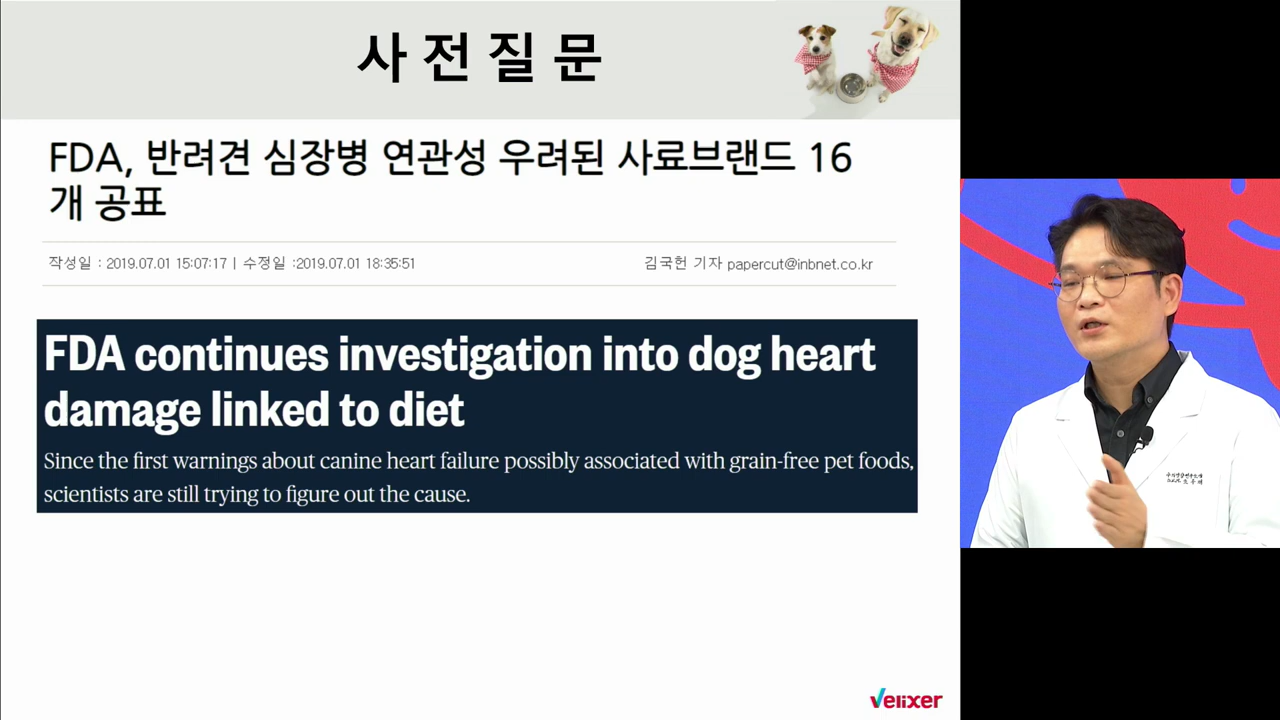 사전질문
FDA, 반려견 심장병 연관성 우려된 사료브랜드 16
개 공표
작성일 : 2019.07.01 15:07:17 | 수정일 :2019.07.01 18:35:51
김국헌 기자 papercut@inbnet.co.kr
FDA continues investigation into dog heart
damage linked to diet
Since the first warnings about canine heart failure possibly associated with grain-free pet foods,
scientists are still trying to figure out the cause.
Velixer